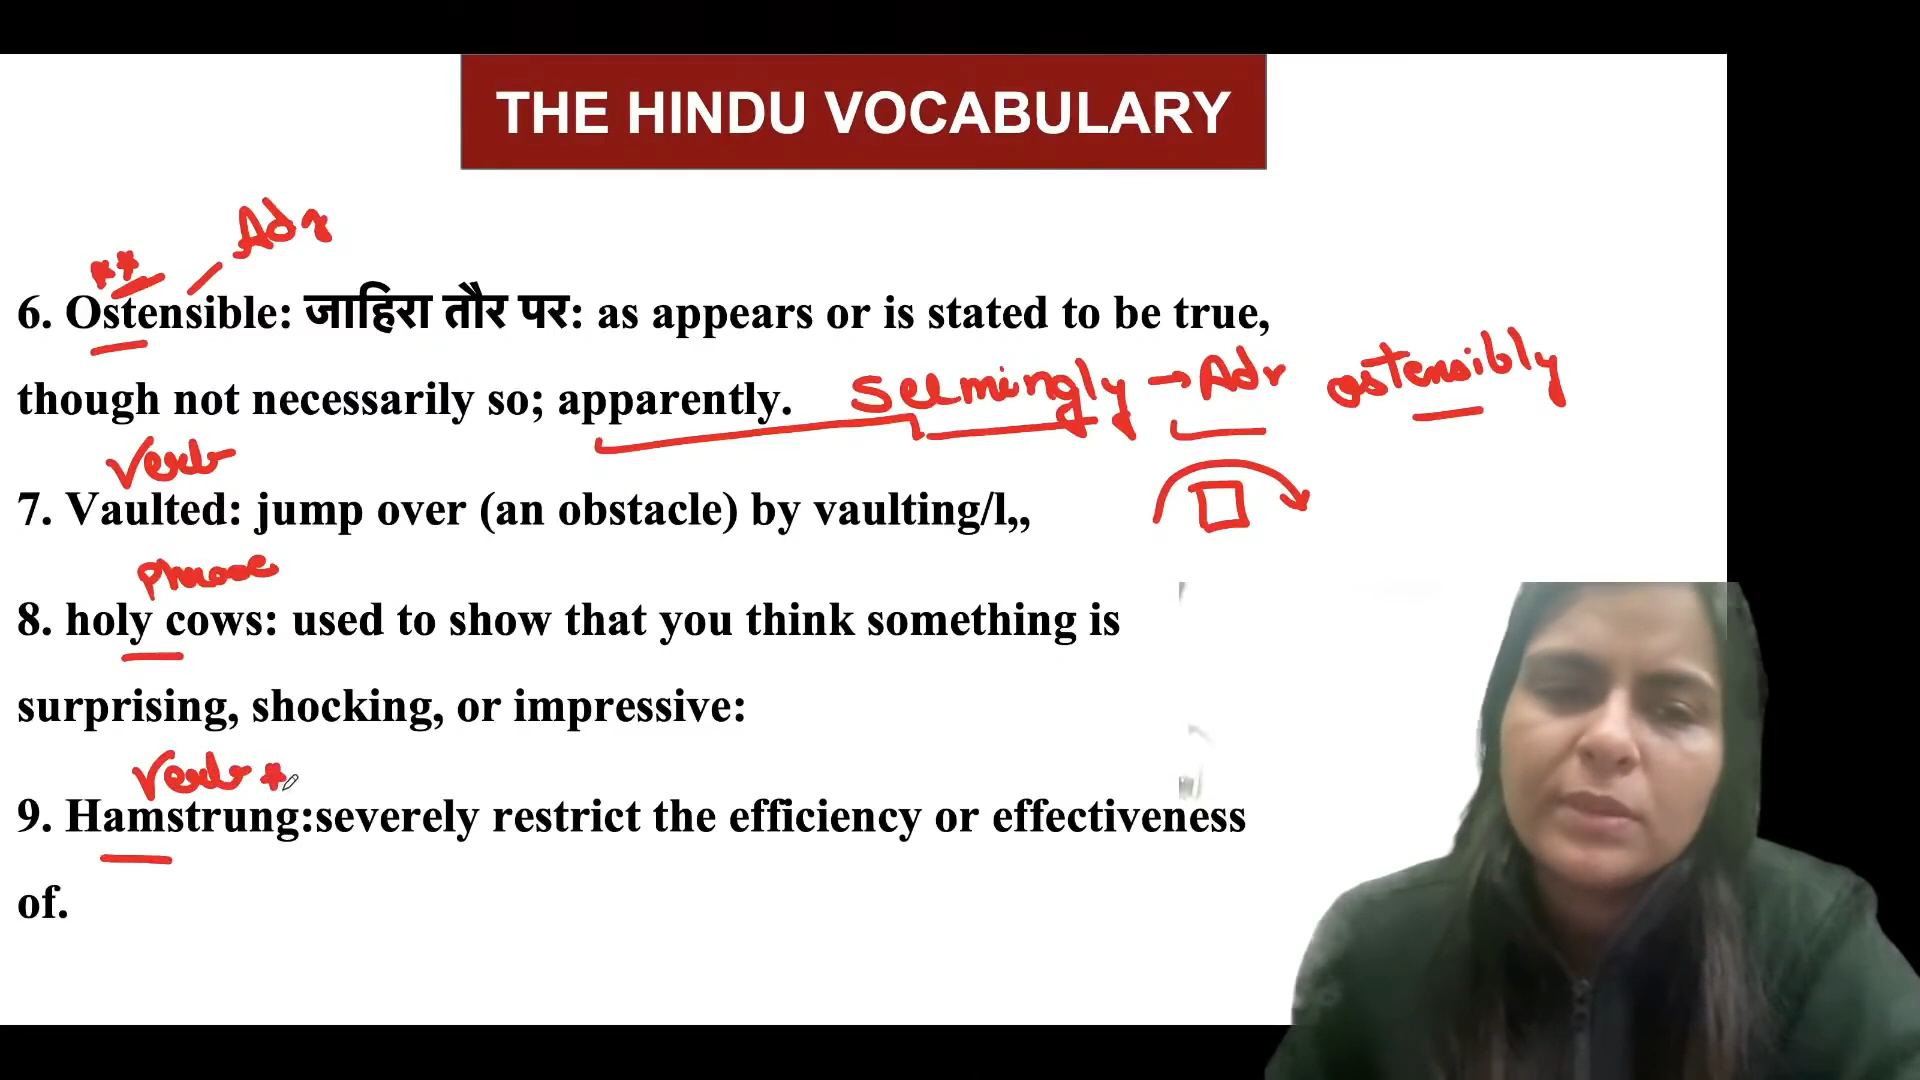 THE HINDU VOCABULARY
Adr
**
6. Ostensible: जाहिरा तौर पर: as appears or is stated to be true,
though not necessarily so; apparently. Seemingly → Adr ostensibly
Verb
7. Vaulted: jump over (an obstacle) by vaulting/l,,
Phrase
8. holy cows: used to show that you think something is
surprising, shocking, or impressive:
Verb *
9. Hamstrung:severely restrict the efficiency or effectiveness
of.